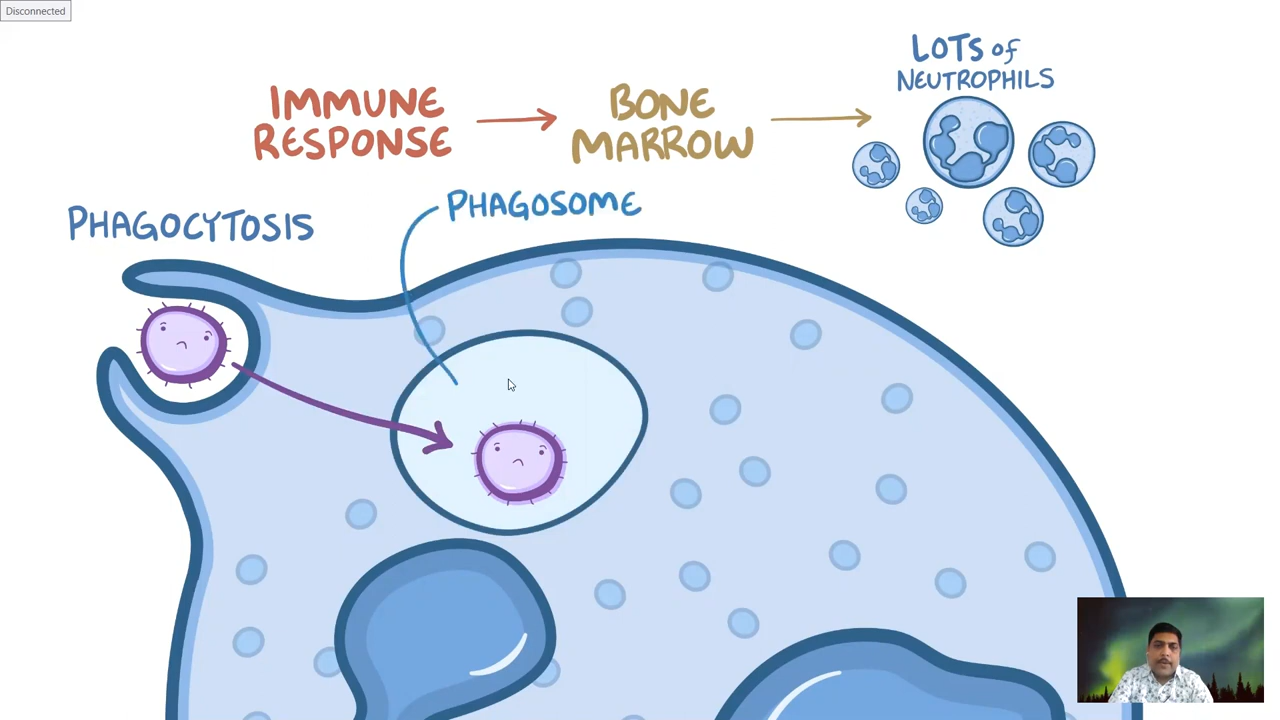 Disconnected
LOTS of
NEUTROPHILS
IMMUNE
RESPONSE
BONE
MARROW
PHAGOSOME
PHAGOCYTOSIS